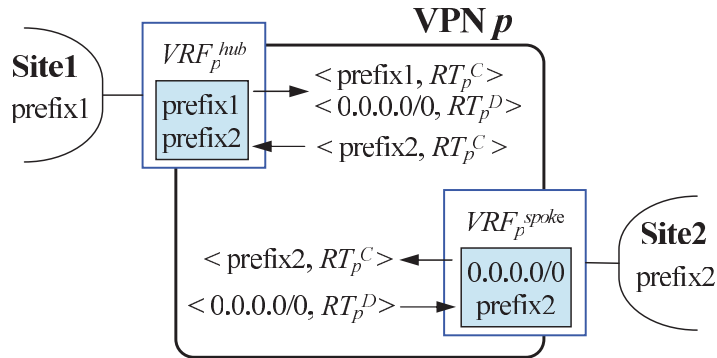 VPN p
Site1
prefix1
VRF_p^hub
prefix1
prefix2
< prefix1, RT_p^C >
< 0.0.0.0/0, RT_p^D >
< prefix2, RT_p^C >
< prefix2, RT_p^C >
< 0.0.0.0/0, RT_p^D >
VRF_p^spoke
0.0.0.0/0
prefix2
Site2
prefix2